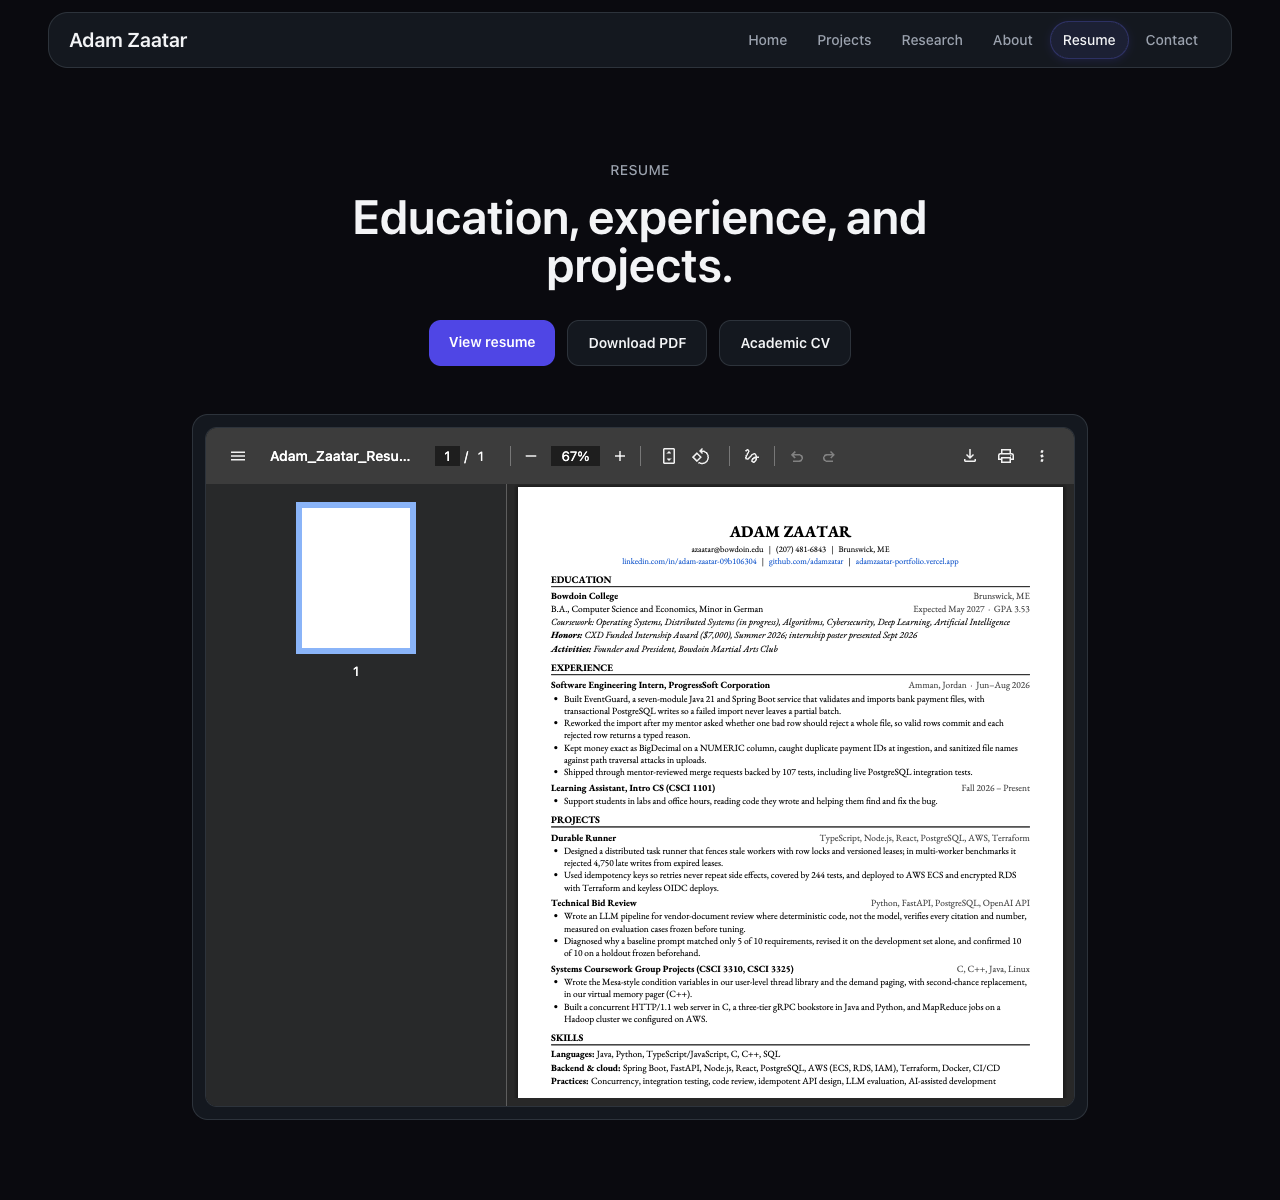 Adam Zaatar
Home Projects Research About Resume Contact
RESUME
Education, experience, and
projects.
View resume Download PDF Academic CV
Adam_Zaatar_Resu... 1 / 1 67%
1
ADAM ZAATAR
azaatar@bowdoin.edu | (207) 481-6843 | Brunswick, ME
linkedin.com/in/adam-zaatar-09b106304 | github.com/adamzatar | adamzaatar-portfolio.vercel.app
EDUCATION
Bowdoin College Brunswick, ME
B.A., Computer Science and Economics, Minor in German Expected May 2027 · GPA 3.53
Coursework: Operating Systems, Distributed Systems (in progress), Algorithms, Cybersecurity, Deep Learning, Artificial Intelligence
Honors: CXD Funded Internship Award ($7,000), Summer 2026; internship poster presented Sept 2026
Activities: Founder and President, Bowdoin Martial Arts Club
EXPERIENCE
Software Engineering Intern, ProgressSoft Corporation Amman, Jordan · Jun–Aug 2026
• Built EventGuard, a seven-module Java 21 and Spring Boot service that validates and imports bank payment files, with
transactional PostgreSQL writes so a failed import never leaves a partial batch.
• Reworked the import after my mentor asked whether one bad row should reject a whole file, so valid rows commit and each
rejected row returns a typed reason.
• Kept money exact as BigDecimal on a NUMERIC column, caught duplicate payment IDs at ingestion, and sanitized file names
against path traversal attacks in uploads.
• Shipped through mentor-reviewed merge requests backed by 107 tests, including live PostgreSQL integration tests.
Learning Assistant, Intro CS (CSCI 1101) Fall 2026 – Present
• Support students in labs and office hours, reading code they wrote and helping them find and fix the bug.
PROJECTS
Durable Runner TypeScript, Node.js, React, PostgreSQL, AWS, Terraform
• Designed a distributed task runner that fences stale workers with row locks and versioned leases; in multi-worker benchmarks it
rejected 4,750 late writes from expired leases.
• Used idempotency keys so retries never repeat side effects, covered by 244 tests, and deployed to AWS ECS and encrypted RDS
with Terraform and keyless OIDC deploys.
Technical Bid Review Python, FastAPI, PostgreSQL, OpenAI API
• Wrote an LLM pipeline for vendor-document review where deterministic code, not the model, verifies every citation and number,
measured on evaluation cases frozen before tuning.
• Diagnosed why a baseline prompt matched only 5 of 10 requirements, revised it on the development set alone, and confirmed 10
of 10 on a holdout frozen beforehand.
Systems Coursework Group Projects (CSCI 3310, CSCI 3325) C, C++, Java, Linux
• Wrote the Mesa-style condition variables in our user-level thread library and the demand paging, with second-chance replacement,
in our virtual memory pager (C++).
• Built a concurrent HTTP/1.1 web server in C, a three-tier gRPC bookstore in Java and Python, and MapReduce jobs on a
Hadoop cluster we configured on AWS.
SKILLS
Languages: Java, Python, TypeScript/JavaScript, C, C++, SQL
Backend & cloud: Spring Boot, FastAPI, Node.js, React, PostgreSQL, AWS (ECS, RDS, IAM), Terraform, Docker, CI/CD
Practices: Concurrency, integration testing, code review, idempotent API design, LLM evaluation, AI-assisted development